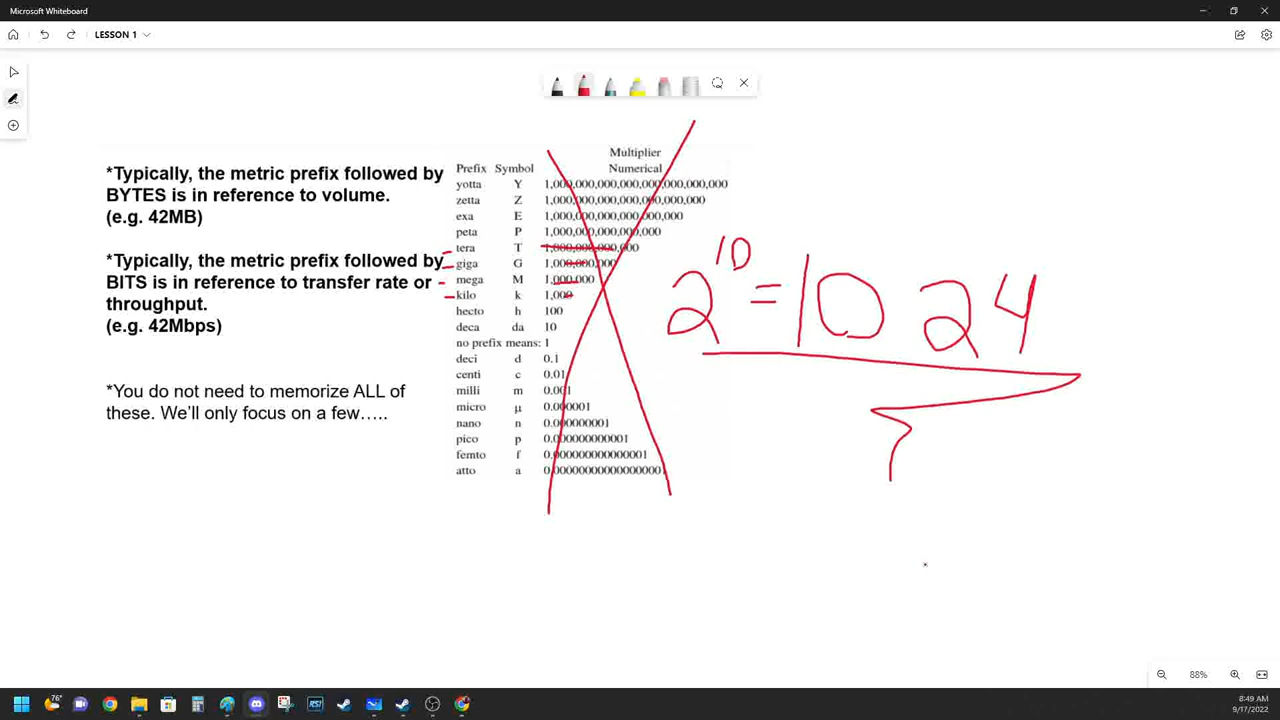 Microsoft Whiteboard
LESSON 1
*Typically, the metric prefix followed by
BYTES is in reference to volume.
(e.g. 42MB)
*Typically, the metric prefix followed by
BITS is in reference to transfer rate or
throughput.
(e.g. 42Mbps)
*You do not need to memorize ALL of
these. We'll only focus on a few…..
Multiplier
Prefix Symbol Numerical
yotta Y 1,000,000,000,000,000,000,000,000
zetta Z 1,000,000,000,000,000,000,000
exa E 1,000,000,000,000,000,000
peta P 1,000,000,000,000,000
tera T 1,000,000,000,000
giga G 1,000,000,000
mega M 1,000,000
kilo k 1,000
hecto h 100
deca da 10
no prefix means: 1
deci d 0.1
centi c 0.01
milli m 0.001
micro μ 0.000001
nano n 0.000000001
pico p 0.000000000001
femto f 0.000000000000001
atto a 0.000000000000000001
2^10 = 1024
88%
76°
RSI
8:49 AM
9/17/2022